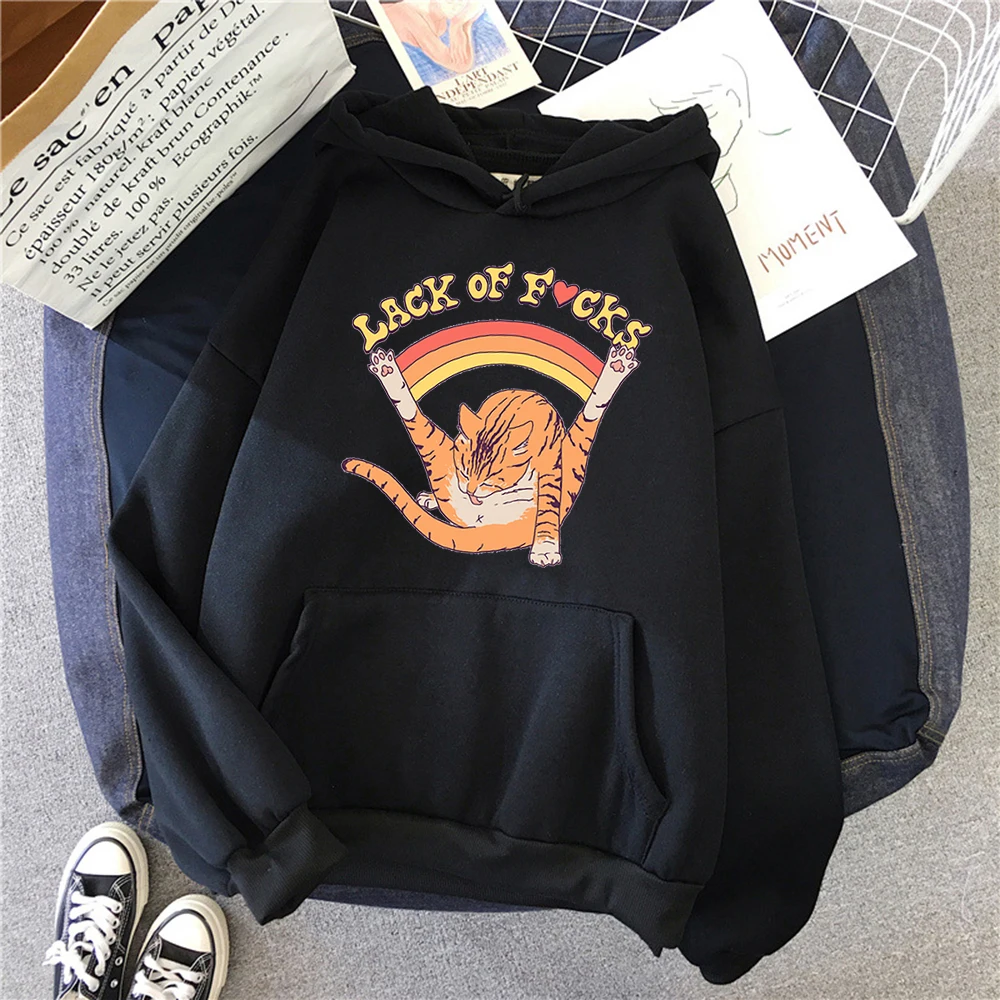 Le sac en pap
Ce sac est fabriqué à partir de
épaisseur 180g/m²; papier végétal.
100 % naturel, kraft blanc
doublé de kraft brun Contenance
33 litres. 100 % Ecographik™
Ne le jetez pas.
Il peut servir plusieurs fois.
L'ART
INDÉPENDANT
MOMENT
LACK OF F♥CKS